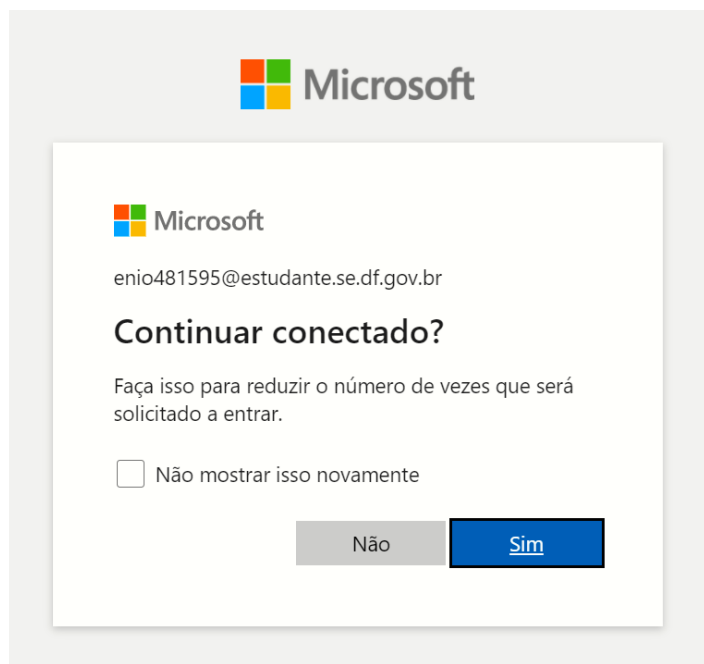 Microsoft
Microsoft
enio481595@estudante.se.df.gov.br
Continuar conectado?
Faça isso para reduzir o número de vezes que será
solicitado a entrar.
Não mostrar isso novamente
Não
Sim